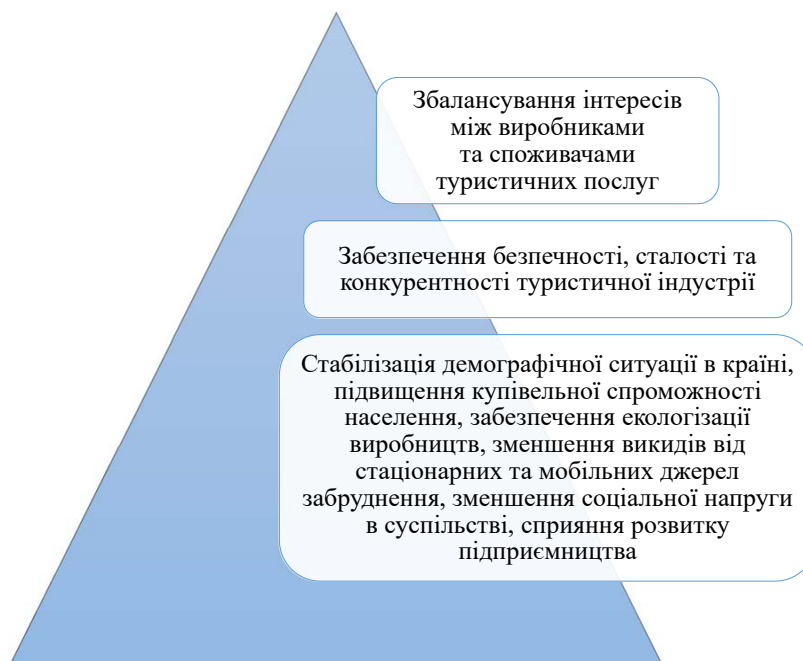 Збалансування інтересів
між виробниками
та споживачами
туристичних послуг
Забезпечення безпечності, сталості та
конкурентності туристичної індустрії
Стабілізація демографічної ситуації в країні,
підвищення купівельної спроможності
населення, забезпечення екологізації
виробництв, зменшення викидів від
стаціонарних та мобільних джерел
забруднення, зменшення соціальної напруги
в суспільстві, сприяння розвитку
підприємництва